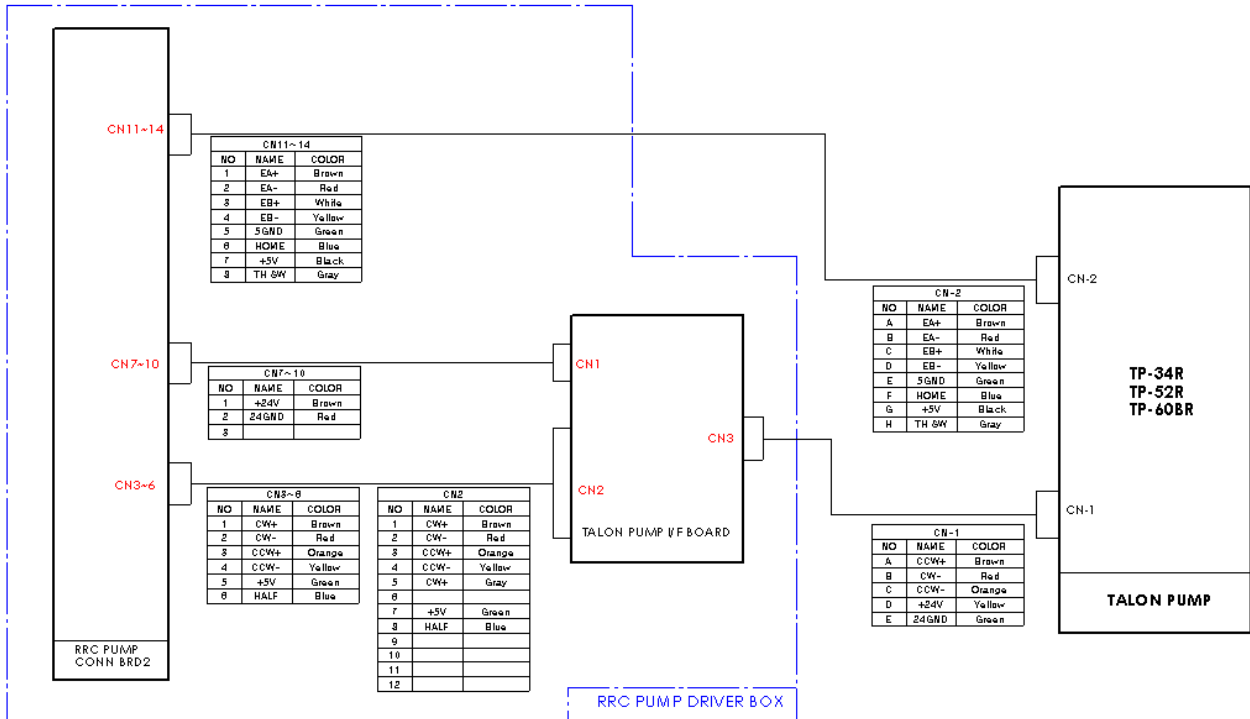 CN11~14
CN11~14
NO NAME COLOR
1 EA+ Brown
2 EA- Red
3 EB+ White
4 EB- Yellow
5 5GND Green
6 HOME Blue
7 +5V Black
8 TH SW Gray
CN-2
CN-2
NO NAME COLOR
A EA+ Brown
B EA- Red
C EB+ White
D EB- Yellow
E 5GND Green
F HOME Blue
G +5V Black
H TH SW Gray
CN7~10
CN7~10
NO NAME COLOR
1 +24V Brown
2 24GND Red
3
CN1
CN2
CN3
TALON PUMP I/F BOARD
TP-34R
TP-52R
TP-60BR
CN3~6
CN3~6
NO NAME COLOR
1 CW+ Brown
2 CW- Red
3 CCW+ Orange
4 CCW- Yellow
5 +5V Green
6 HALF Blue
CN2
NO NAME COLOR
1 CW+ Brown
2 CW- Red
3 CCW+ Orange
4 CCW- Yellow
5 CW+ Gray
6
7 +5V Green
8 HALF Blue
9
10
11
12
CN-1
CN-1
NO NAME COLOR
A CCW+ Brown
B CW- Red
C CCW- Orange
D +24V Yellow
E 24GND Green
TALON PUMP
RRC PUMP
CONN BRD2
RRC PUMP DRIVER BOX